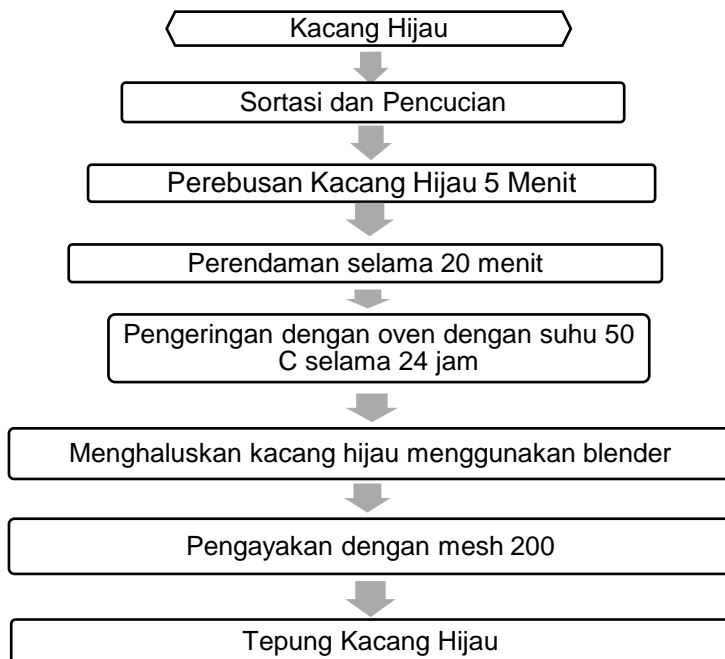 Kacang Hijau
Sortasi dan Pencucian
Perebusan Kacang Hijau 5 Menit
Perendaman selama 20 menit
Pengeringan dengan oven dengan suhu 50
C selama 24 jam
Menghaluskan kacang hijau menggunakan blender
Pengayakan dengan mesh 200
Tepung Kacang Hijau